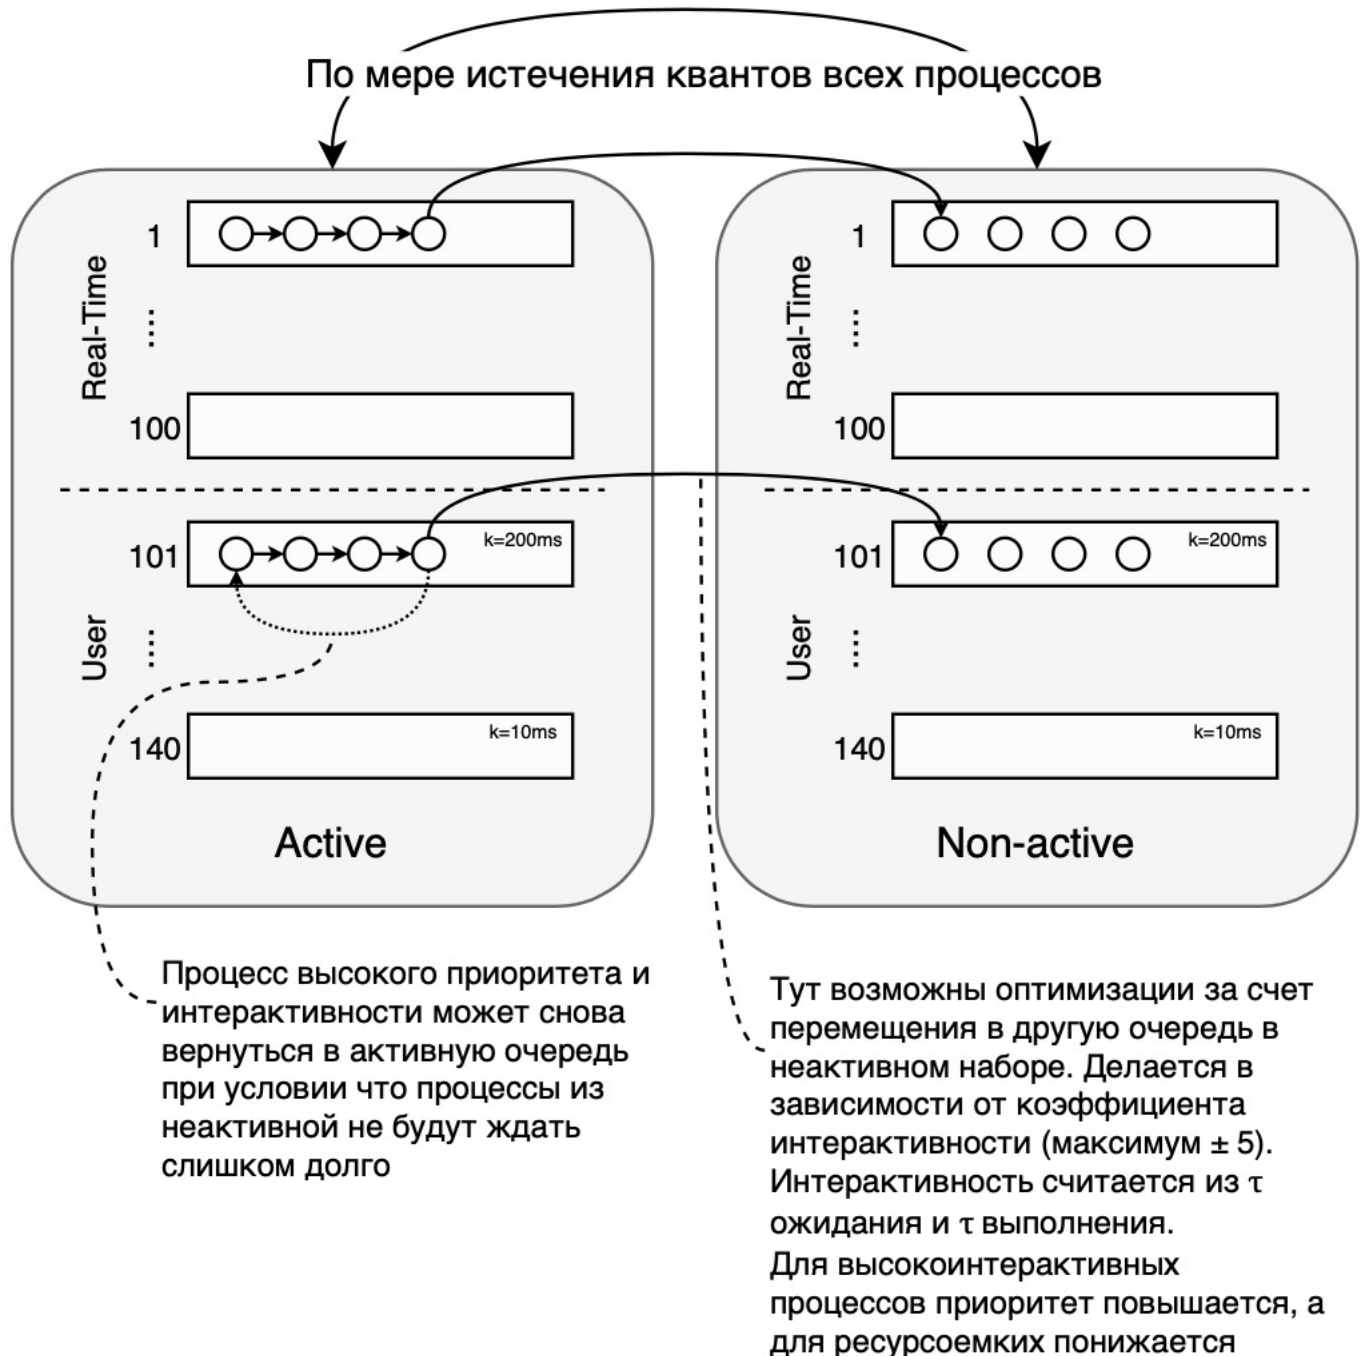 По мере истечения квантов всех процессов
Real-Time
1
100
User
101
k=200ms
140
k=10ms
Active
Real-Time
1
100
User
101
k=200ms
140
k=10ms
Non-active
Процесс высокого приоритета и
интерактивности может снова
вернуться в активную очередь
при условии что процессы из
неактивной не будут ждать
слишком долго
Тут возможны оптимизации за счет
перемещения в другую очередь в
неактивном наборе. Делается в
зависимости от коэффициента
интерактивности (максимум ± 5).
Интерактивность считается из τ
ожидания и τ выполнения.
Для высокоинтерактивных
процессов приоритет повышается, а
для ресурсоемких понижается